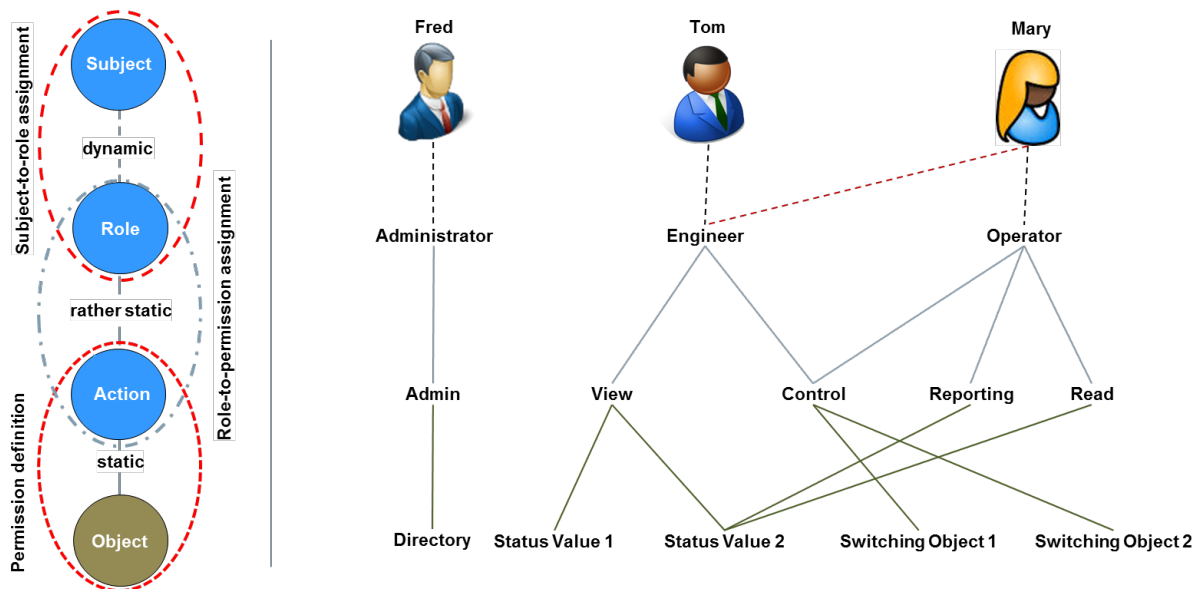 Subject-to-role assignment
Subject
dynamic
Role
rather static
Role-to-permission assignment
Action
Permission definition
static
Object
Fred
Tom
Mary
Administrator
Engineer
Operator
Admin
View
Control
Reporting
Read
Directory
Status Value 1
Status Value 2
Switching Object 1
Switching Object 2